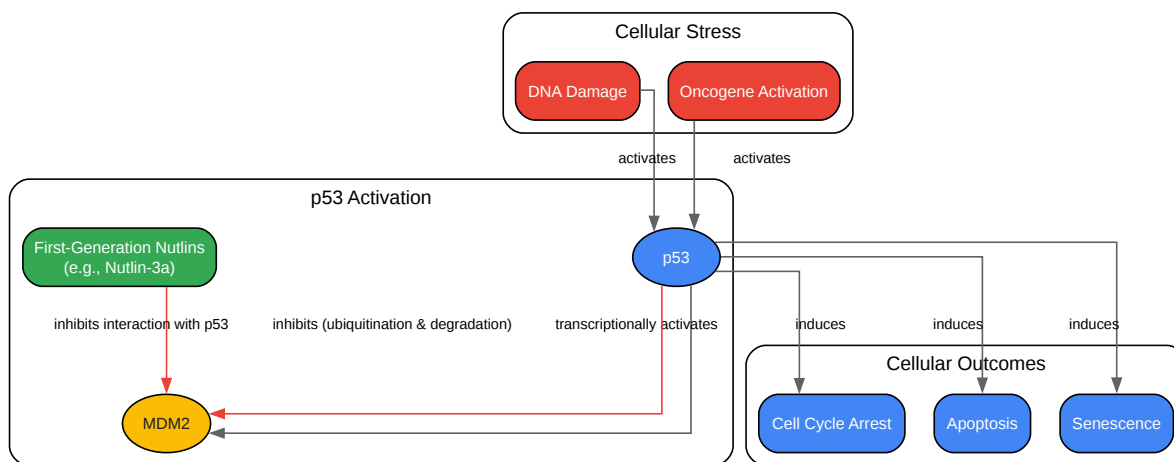 Cellular Stress
DNA Damage
Oncogene Activation
activates
activates
p53 Activation
First-Generation Nutlins
(e.g., Nutlin-3a)
p53
inhibits interaction with p53
inhibits (ubiquitination & degradation)
transcriptionally activates
induces
induces
induces
Cellular Outcomes
MDM2
Cell Cycle Arrest
Apoptosis
Senescence